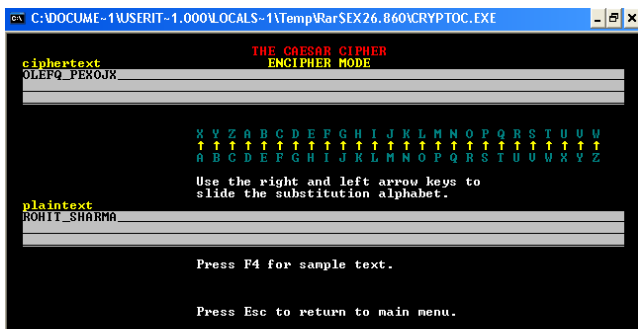 C:\DOCUME~1\USERIT~1.000\LOCALS~1\Temp\Rar$EX26.860\CRYPTOC.EXE
THE CAESAR CIPHER
ciphertext ENCIPHER MODE
OLEFQ_PEXOJX
X Y Z A B C D E F G H I J K L M N O P Q R S T U V W
↑ ↑ ↑ ↑ ↑ ↑ ↑ ↑ ↑ ↑ ↑ ↑ ↑ ↑ ↑ ↑ ↑ ↑ ↑ ↑ ↑ ↑ ↑ ↑ ↑ ↑
A B C D E F G H I J K L M N O P Q R S T U V W X Y Z
Use the right and left arrow keys to
slide the substitution alphabet.
plaintext
ROHIT_SHARMA
Press F4 for sample text.
Press Esc to return to main menu.